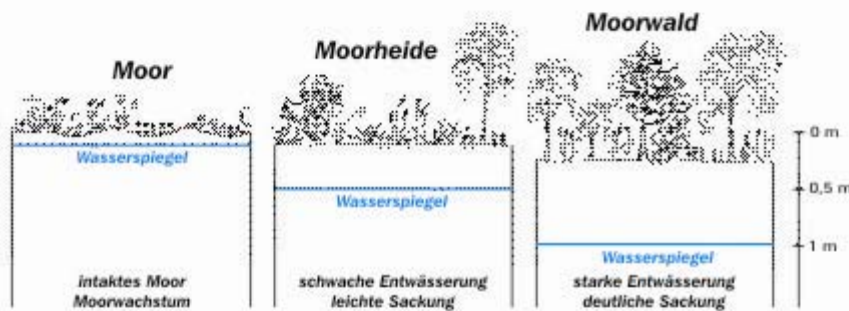 Moor
Moorheide
Moorwald
Wasserspiegel
Wasserspiegel
Wasserspiegel
0 m
0,5 m
1 m
intaktes Moor
Moorwachstum
schwache Entwässerung
leichte Sackung
starke Entwässerung
deutliche Sackung